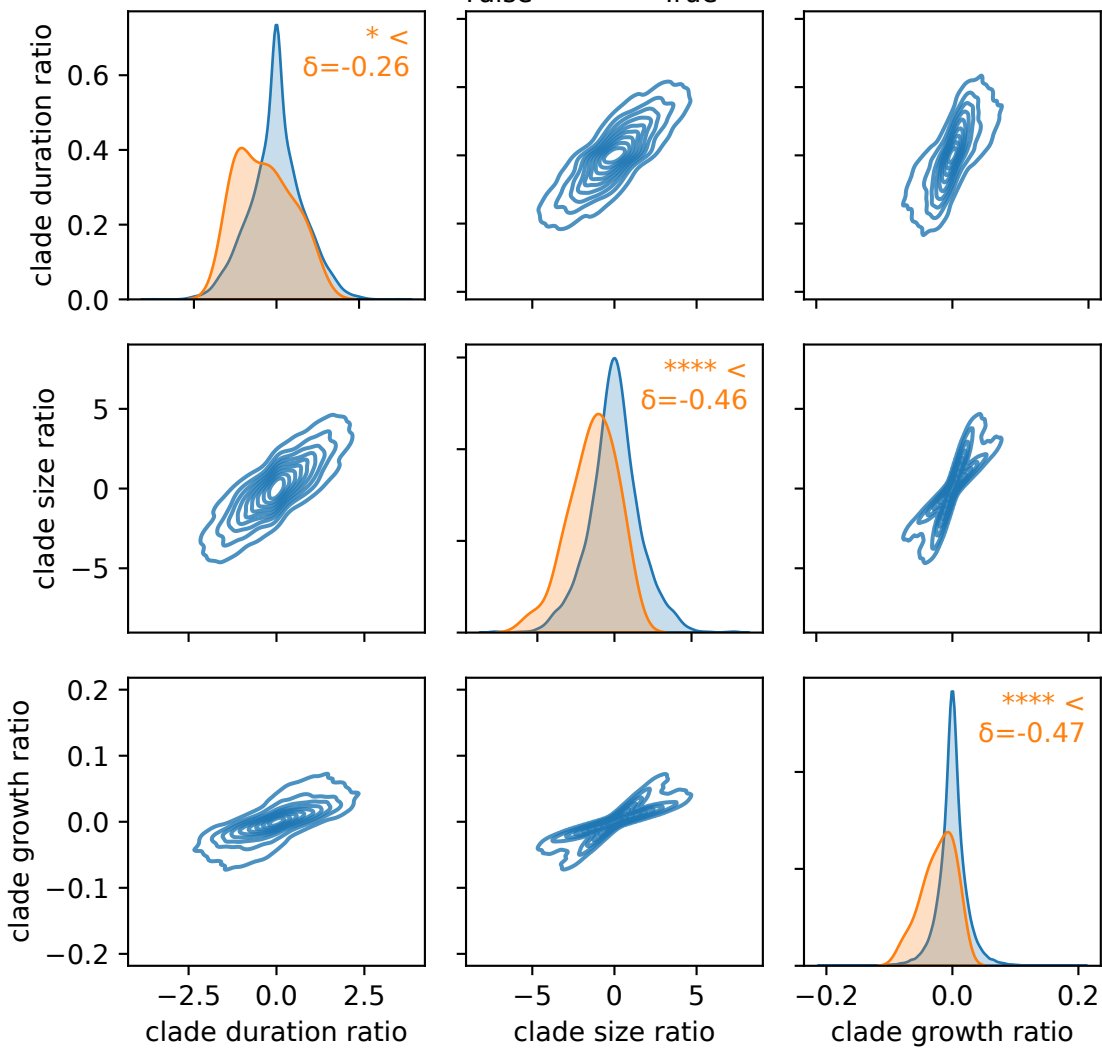 clade duration ratio
0.6
0.4
0.2
0.0
* <
δ=-0.26
clade size ratio
5
0
−5
**** <
δ=-0.46
clade growth ratio
0.2
0.1
0.0
−0.1
−0.2
**** <
δ=-0.47
−2.5 0.0 2.5
−5 0 5
−0.2 0.0 0.2
clade duration ratio
clade size ratio
clade growth ratio